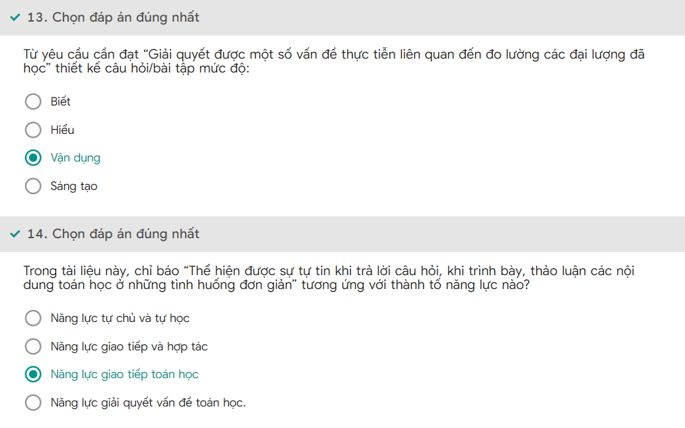 13. Chọn đáp án đúng nhất
Từ yêu cầu cần đạt “Giải quyết được một số vấn đề thực tiễn liên quan đến đo lường các đại lượng đã
học” thiết kế câu hỏi/bài tập mức độ:
Biết
Hiểu
Vận dụng
Sáng tạo
14. Chọn đáp án đúng nhất
Trong tài liệu này, chỉ báo “Thể hiện được sự tự tin khi trả lời câu hỏi, khi trình bày, thảo luận các nội
dung toán học ở những tình huống đơn giản” tương ứng với thành tố năng lực nào?
Năng lực tự chủ và tự học
Năng lực giao tiếp và hợp tác
Năng lực giao tiếp toán học
Năng lực giải quyết vấn đề toán học.